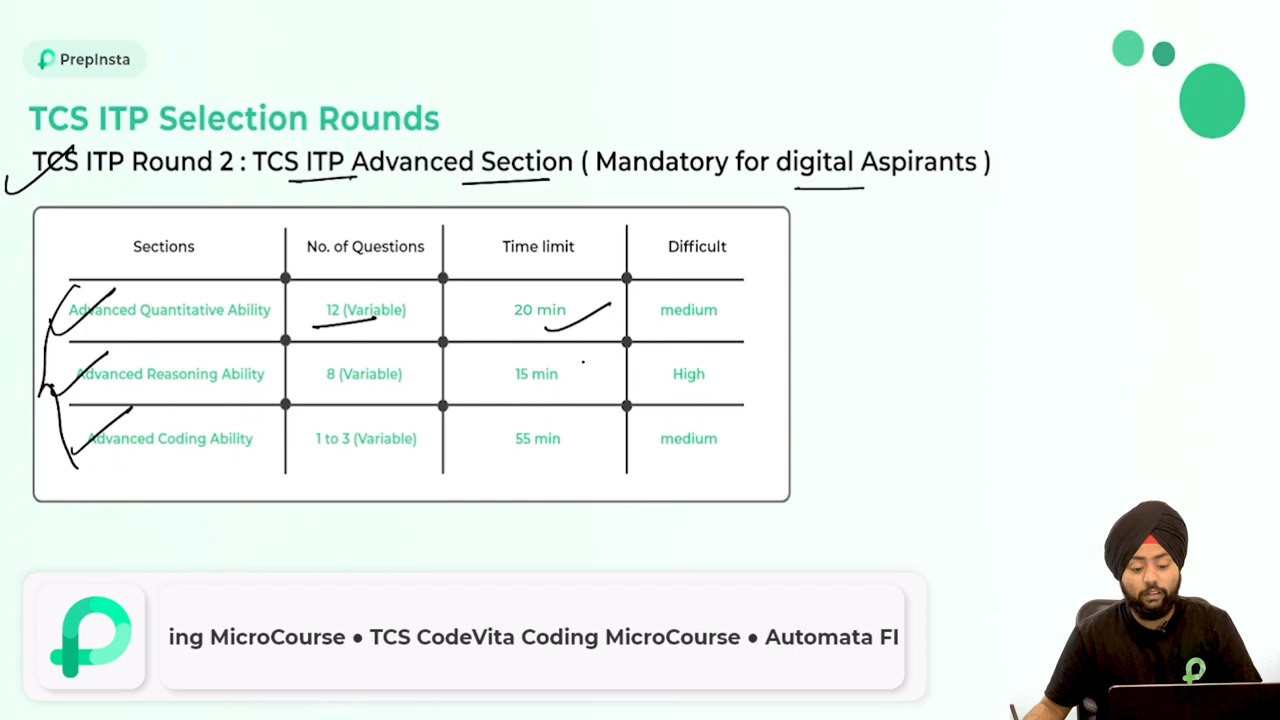 PrepInsta
TCS ITP Selection Rounds
TCS ITP Round 2 : TCS ITP Advanced Section ( Mandatory for digital Aspirants )
Sections No. of Questions Time limit Difficult
Advanced Quantitative Ability 12 (Variable) 20 min medium
Advanced Reasoning Ability 8 (Variable) 15 min High
Advanced Coding Ability 1 to 3 (Variable) 55 min medium
ing MicroCourse • TCS CodeVita Coding MicroCourse • Automata FI